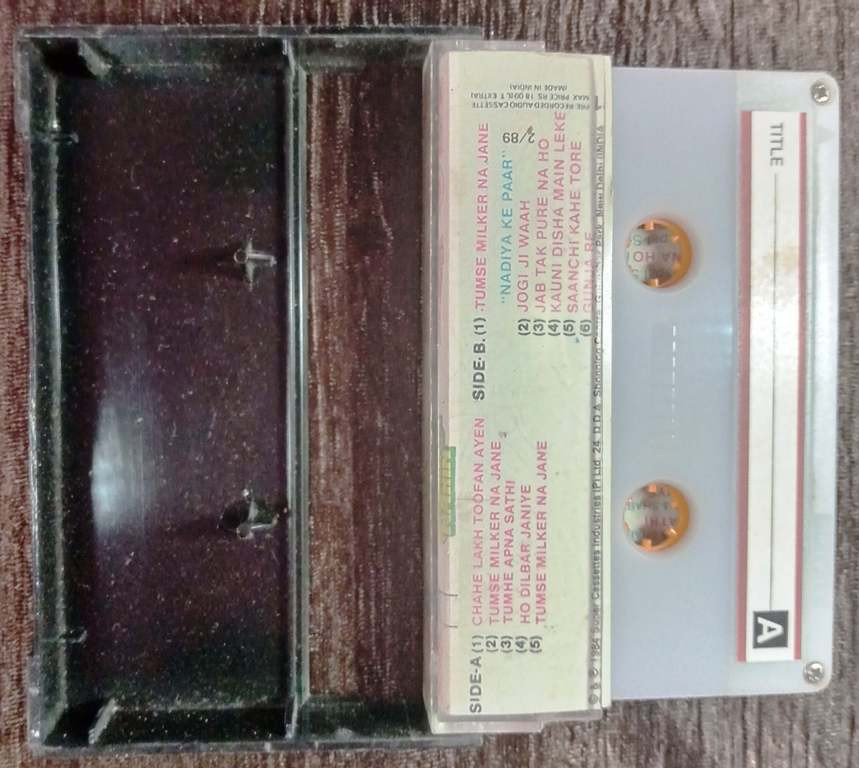 SIDE-A (1) CHAHE LAKH TOOFAN AYEN
(2) TUMSE MILKER NA JANE
(3) TUMHE APNA SATHI
(4) HO DILBAR JANIYE
(5) TUMSE MILKER NA JANE
SIDE-B. (1) TUMSE MILKER NA JANE
"NADIYA KE PAAR"
(2) JOGI JI WAAH
(3) JAB TAK PURE NA HO
(4) KAUNI DISHA MAIN LEKE
(5) SAANCHI KAHE TORE
(6) GUNJA RE
2/89
PRE-RECORDED AUDIO CASSETTE
MAX PRICE RS. 18.00 (L.T. EXTRA)
(MADE IN INDIA)
℗ & © 1984 Super Cassettes Industries (P) Ltd. 24, D.D.A. Shopping Centre, Park, New Delhi (INDIA)
TITLE
A